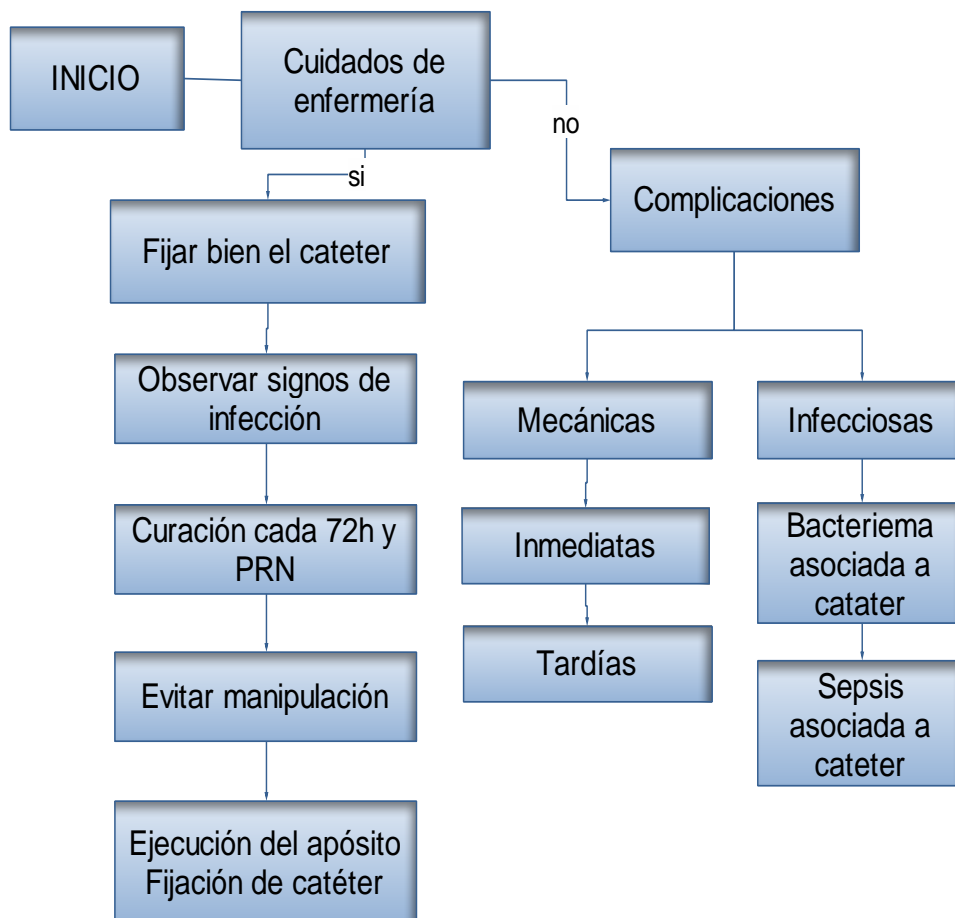 INICIO
Cuidados de
enfermería
no
si
Complicaciones
Fijar bien el cateter
Observar signos de
infección
Mecánicas
Infecciosas
Curación cada 72h y
PRN
Inmediatas
Bacteriema
asociada a
catater
Evitar manipulación
Tardías
Sepsis
asociada a
cateter
Ejecución del apósito
Fijación de catéter